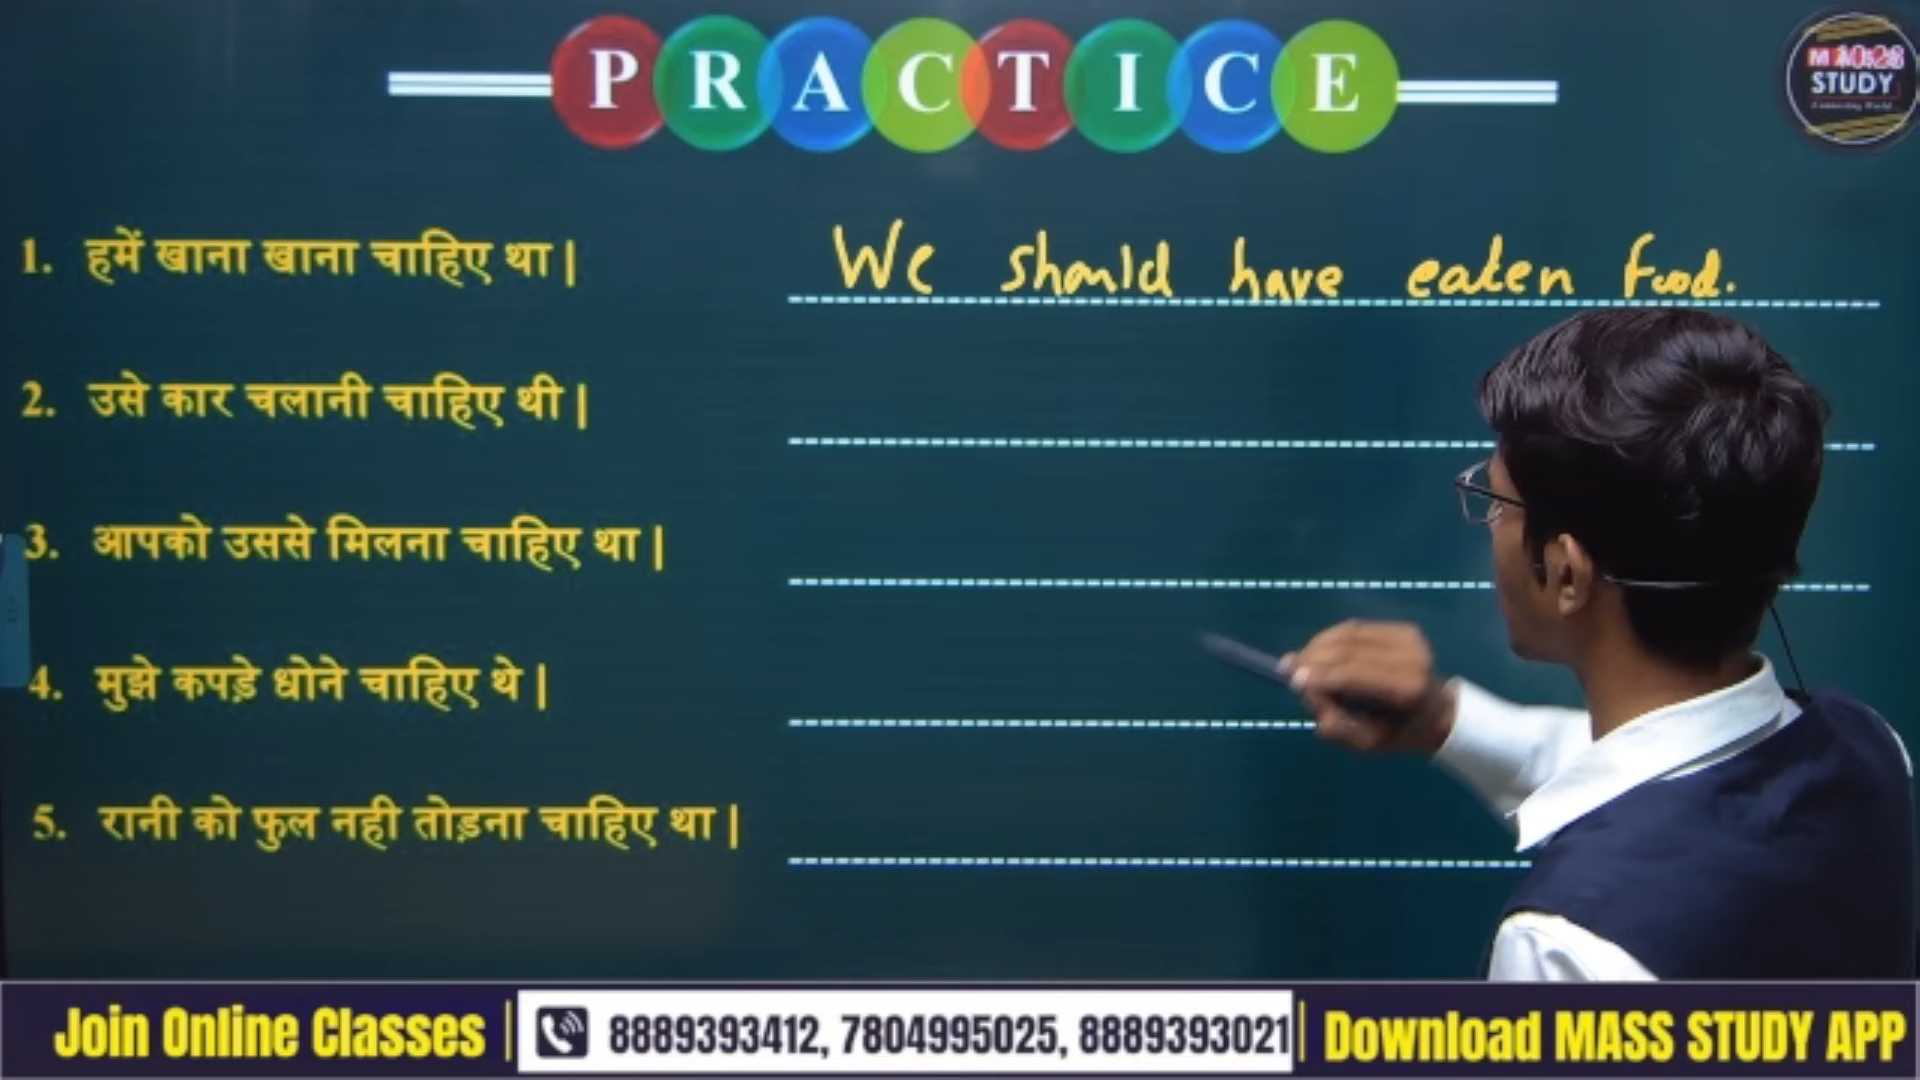 PRACTICE
STUDY
1. हमें खाना खाना चाहिए था |
We should have eaten food.
2. उसे कार चलानी चाहिए थी |
3. आपको उससे मिलना चाहिए था |
4. मुझे कपड़े धोने चाहिए थे |
5. रानी को फुल नही तोड़ना चाहिए था |
Join Online Classes | 8889393412, 7804995025, 8889393021 | Download MASS STUDY APP